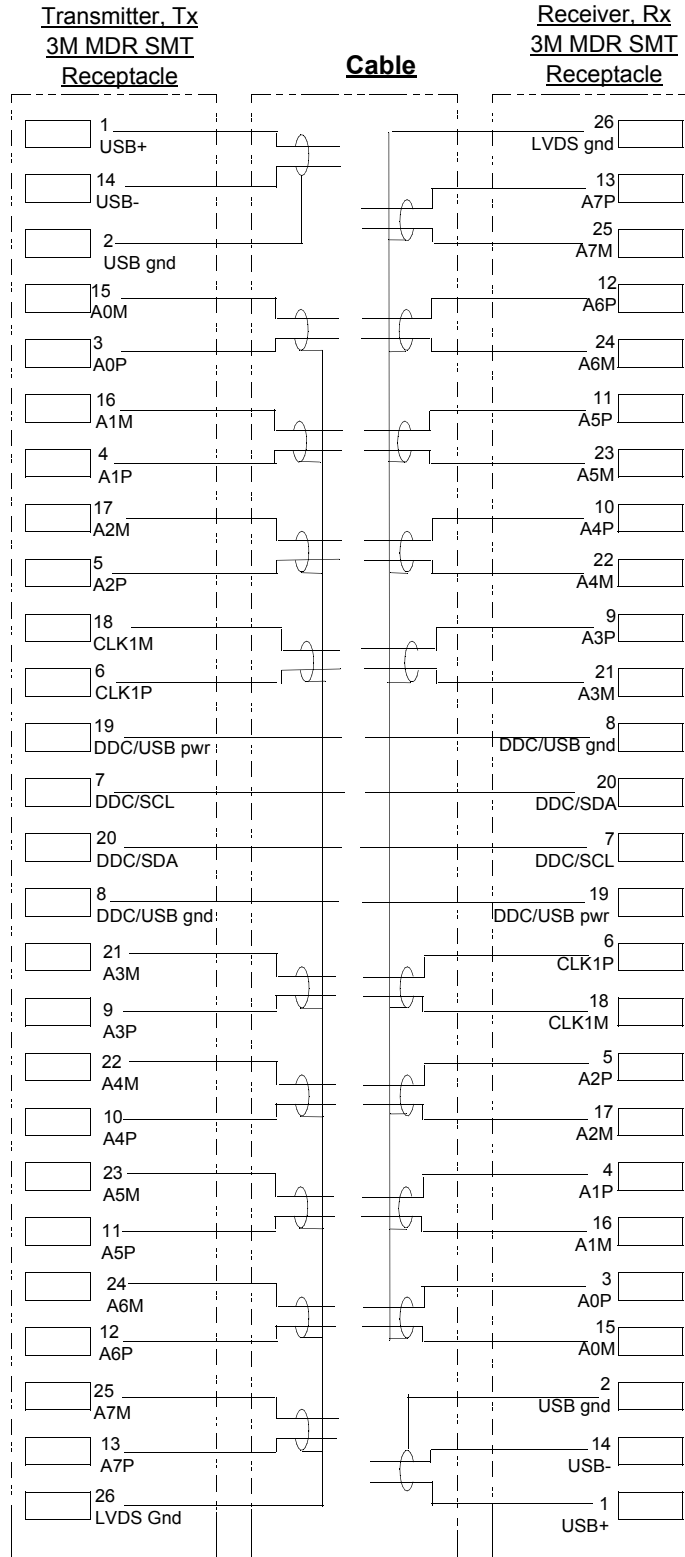 Transmitter, Tx
3M MDR SMT
Receptacle
Cable
Receiver, Rx
3M MDR SMT
Receptacle
1
USB+
14
USB-
2
USB gnd
15
A0M
3
A0P
16
A1M
4
A1P
17
A2M
5
A2P
18
CLK1M
6
CLK1P
19
DDC/USB pwr
7
DDC/SCL
20
DDC/SDA
8
DDC/USB gnd
21
A3M
9
A3P
22
A4M
10
A4P
23
A5M
11
A5P
24
A6M
12
A6P
25
A7M
13
A7P
26
LVDS Gnd
26
LVDS gnd
13
A7P
25
A7M
12
A6P
24
A6M
11
A5P
23
A5M
10
A4P
22
A4M
9
A3P
21
A3M
8
DDC/USB gnd
20
DDC/SDA
7
DDC/SCL
19
DDC/USB pwr
6
CLK1P
18
CLK1M
5
A2P
17
A2M
4
A1P
16
A1M
3
A0P
15
A0M
2
USB gnd
14
USB-
1
USB+